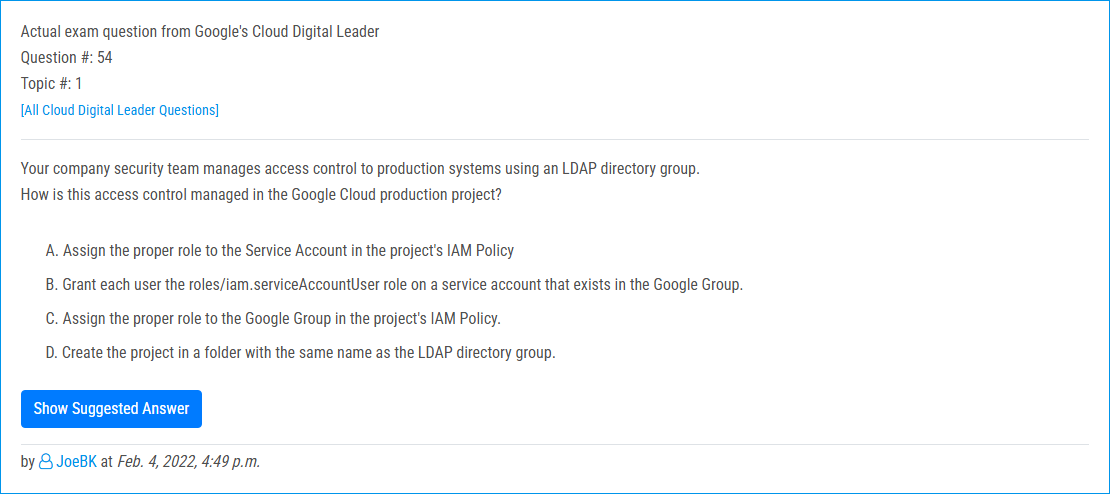 Actual exam question from Google's Cloud Digital Leader
Question #: 54
Topic #: 1
[All Cloud Digital Leader Questions]
Your company security team manages access control to production systems using an LDAP directory group.
How is this access control managed in the Google Cloud production project?
A. Assign the proper role to the Service Account in the project's IAM Policy
B. Grant each user the roles/iam.serviceAccountUser role on a service account that exists in the Google Group.
C. Assign the proper role to the Google Group in the project's IAM Policy.
D. Create the project in a folder with the same name as the LDAP directory group.
Show Suggested Answer
by JoeBK at Feb. 4, 2022, 4:49 p.m.